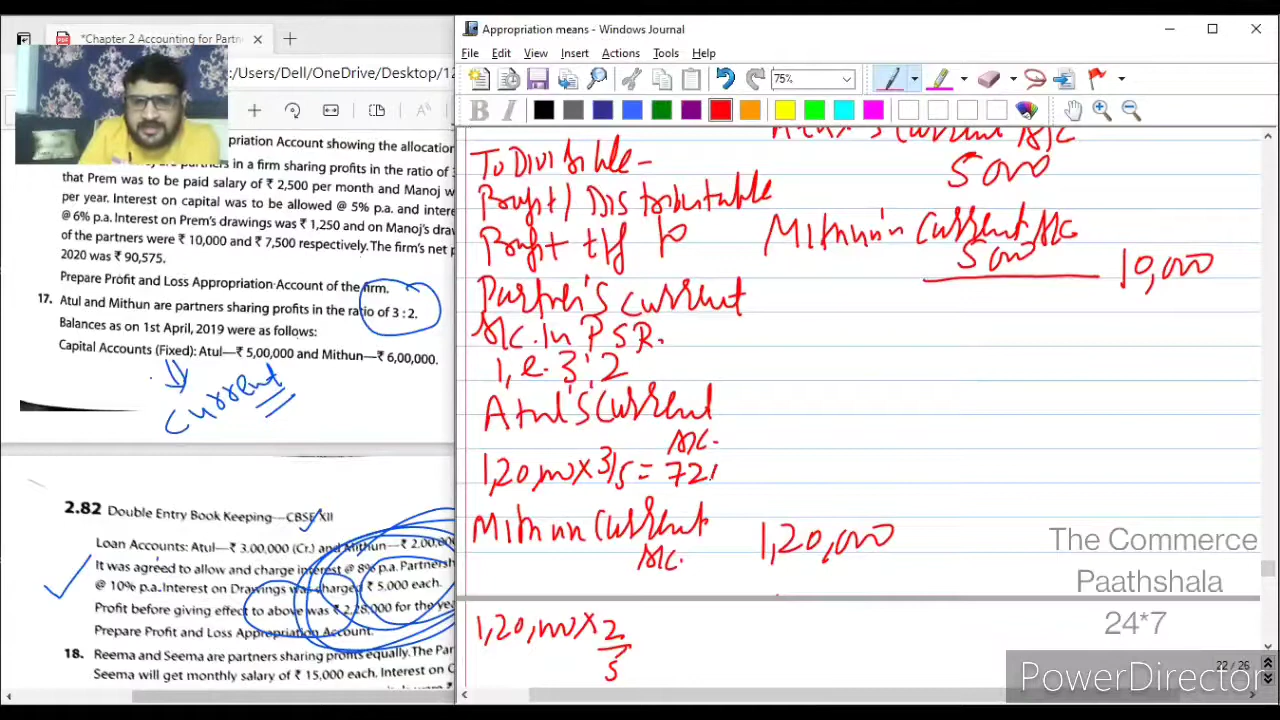 *Chapter 2 Accounting for Partne
:/Users/Dell/OneDrive/Desktop/12
priation Account showing the allocation
partners in a firm sharing profits in the ratio of 3
that Prem was to be paid salary of ₹ 2,500 per month and Manoj w
per year. Interest on capital was to be allowed @ 5% p.a. and intere
@ 6% p.a. Interest on Prem's drawings was ₹ 1,250 and on Manoj's draw
of the partners were ₹ 10,000 and ₹ 7,500 respectively. The firm's net p
2020 was ₹ 90,575.
Prepare Profit and Loss Appropriation Account of the firm.
17. Atul and Mithun are partners sharing profits in the ratio of 3 : 2.
Balances as on 1st April, 2019 were as follows:
Capital Accounts (Fixed): Atul—₹ 5,00,000 and Mithun—₹ 6,00,000.
Current
2.82 Double Entry Book Keeping—CBSE XII
Loan Accounts: Atul—₹ 3,00,000 (Cr.) and Mithun—₹ 2,00,000
It was agreed to allow and charge interest @ 8% p.a. Partnersh
@ 10% p.a. Interest on Drawings was charged ₹ 5,000 each.
Profit before giving effect to above was ₹ 2,28,000 for the ye
Prepare Profit and Loss Appropriation Account.
18. Reema and Seema are partners sharing profits equally. The Par
Seema will get monthly salary of ₹ 15,000 each. Interest on C
Appropriation means - Windows Journal
File Edit View Insert Actions Tools Help
75%
B I
To Divisible -
Profit / Distributable
Profit tff to
Partner's current
A/C. In P S R.
i, e. 3:2
Atul's Current
A/C.
1,20,000 x 3/5 = 72
Mithun Current
A/C.
1,20,000 x 2
5
Current A/C
5000
Mithun's Current A/C
5000
10,000
1,20,000
The Commerce
Paathshala
24*7
22 / 26
PowerDirector